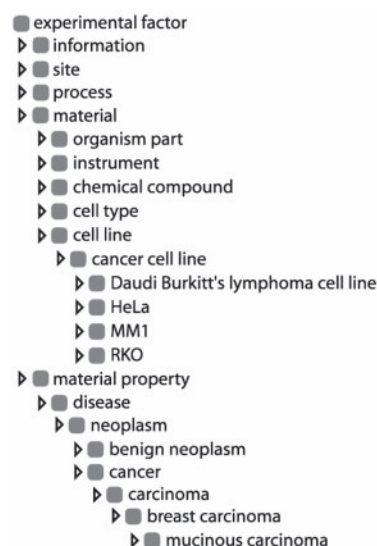 experimental factor
information
site
process
material
organism part
instrument
chemical compound
cell type
cell line
cancer cell line
Daudi Burkitt's lymphoma cell line
HeLa
MM1
RKO
material property
disease
neoplasm
benign neoplasm
cancer
carcinoma
breast carcinoma
mucinous carcinoma